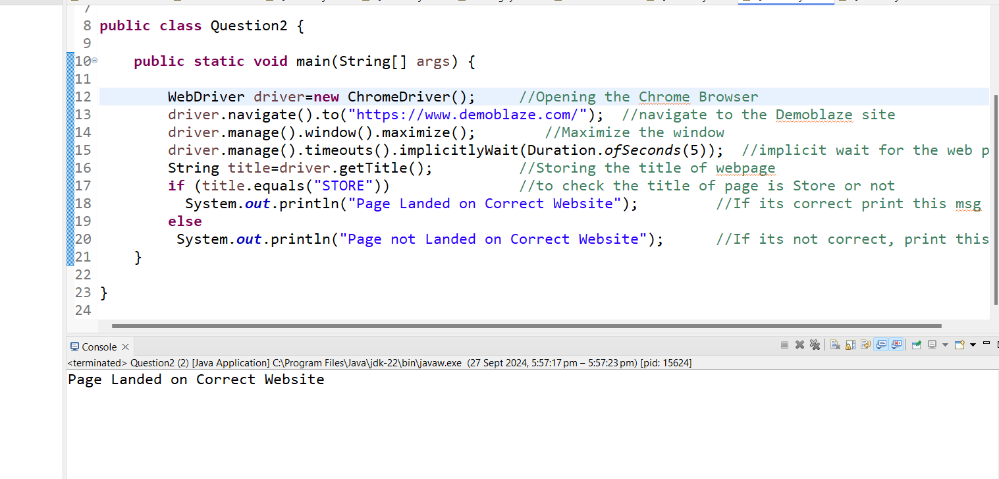 7
8 public class Question2 {
9
10 public static void main(String[] args) {
11
12 WebDriver driver=new ChromeDriver(); //Opening the Chrome Browser
13 driver.navigate().to("https://www.demoblaze.com/"); //navigate to the Demoblaze site
14 driver.manage().window().maximize(); //Maximize the window
15 driver.manage().timeouts().implicitlyWait(Duration.ofSeconds(5)); //implicit wait for the web p
16 String title=driver.getTitle(); //Storing the title of webpage
17 if (title.equals("STORE")) //to check the title of page is Store or not
18 System.out.println("Page Landed on Correct Website"); //If its correct print this msg
19 else
20 System.out.println("Page not Landed on Correct Website"); //If its not correct, print this
21 }
22
23 }
24
Console
<terminated> Question2 (2) [Java Application] C:\Program Files\Java\jdk-22\bin\javaw.exe (27 Sept 2024, 5:57:17 pm – 5:57:23 pm) [pid: 15624]
Page Landed on Correct Website